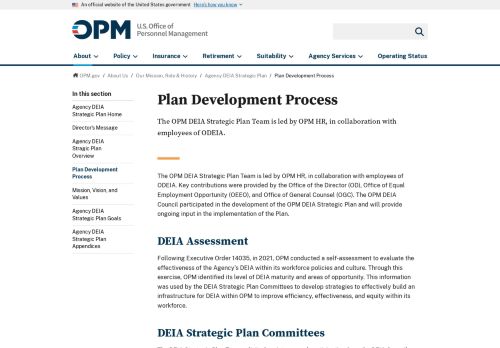 An official website of the United States government Here's how you know
OPM U.S. Office of
Personnel Management
About Policy Insurance Retirement Suitability Agency Services Operating Status
OPM.gov / About Us / Our Mission, Role & History / Agency DEIA Strategic Plan / Plan Development Process
In this section
Agency DEIA
Strategic Plan Home
Director's Message
Agency DEIA
Stragic Plan
Overview
Plan Development
Process
Mission, Vision, and
Values
Agency DEIA
Strategic Plan Goals
Agency DEIA
Strategic Plan
Appendices
Plan Development Process
The OPM DEIA Strategic Plan Team is led by OPM HR, in collaboration with
employees of ODEIA.
The OPM DEIA Strategic Plan Team is led by OPM HR, in collaboration with employees of
ODEIA. Key contributions were provided by the Office of the Director (OD), Office of Equal
Employment Opportunity (OEEO), and Office of General Counsel (OGC). The OPM DEIA
Council participated in the development of the OPM DEIA Strategic Plan and will provide
ongoing input in the implementation of the Plan.
DEIA Assessment
Following Executive Order 14035, in 2021, OPM conducted a self-assessment to evaluate the
effectiveness of the Agency's DEIA within its workforce policies and culture. Through this
exercise, OPM identified its level of DEIA maturity and areas of opportunity. This information
was used by the DEIA Strategic Plan Committees to develop strategies to effectively build an
infrastructure for DEIA within OPM to improve efficiency, effectiveness, and equity within its
workforce.
DEIA Strategic Plan Committees